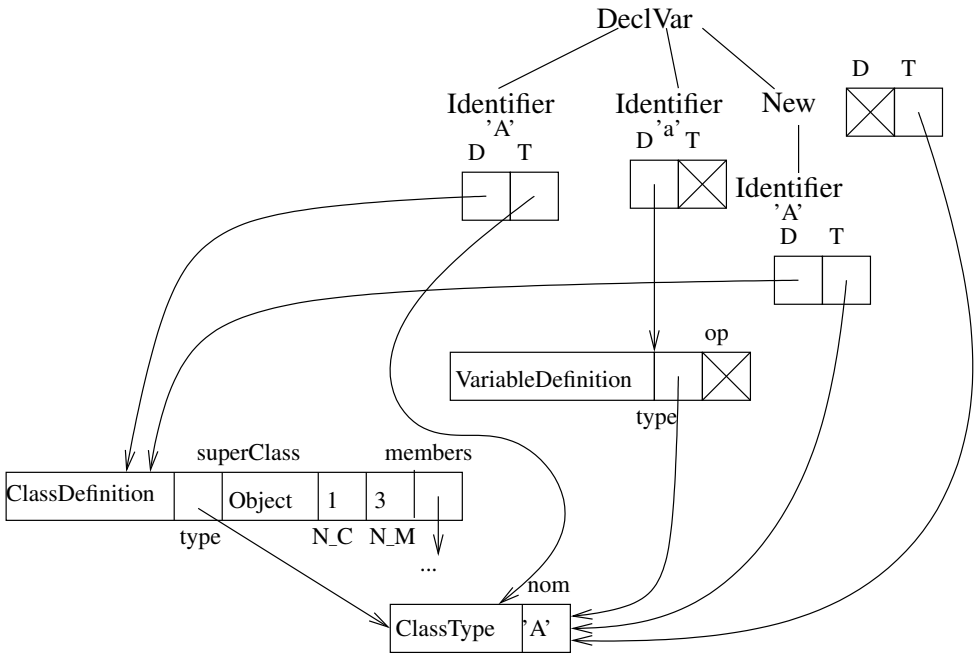 DeclVar
D T
Identifier
'A'
D T
Identifier
'a'
D T
New
Identifier
'A'
D T
op
VariableDefinition
type
superClass
members
ClassDefinition
Object
1
3
type
N_C
N_M
...
nom
ClassType
'A'